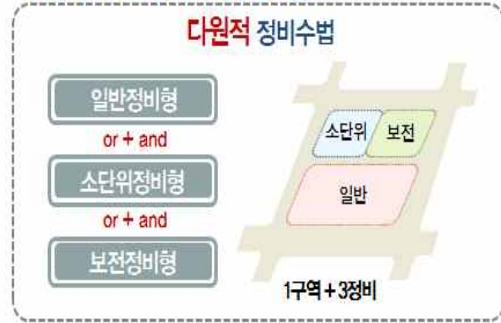 다원적 정비수법
일반정비형
or + and
소단위정비형
or + and
보전정비형
소단위 보전
일반
1구역+3정비